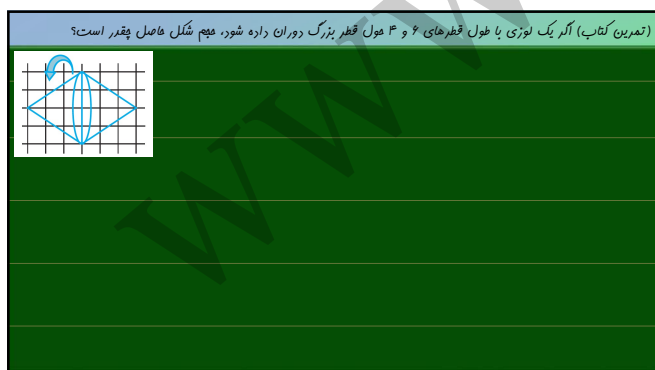 (تمرین کتاب) اگر یک لوزی با طول قطرهای ۶ و ۴ حول قطر بزرگ دوران داده شود، حجم شکل حاصل چقدر است؟
WWW